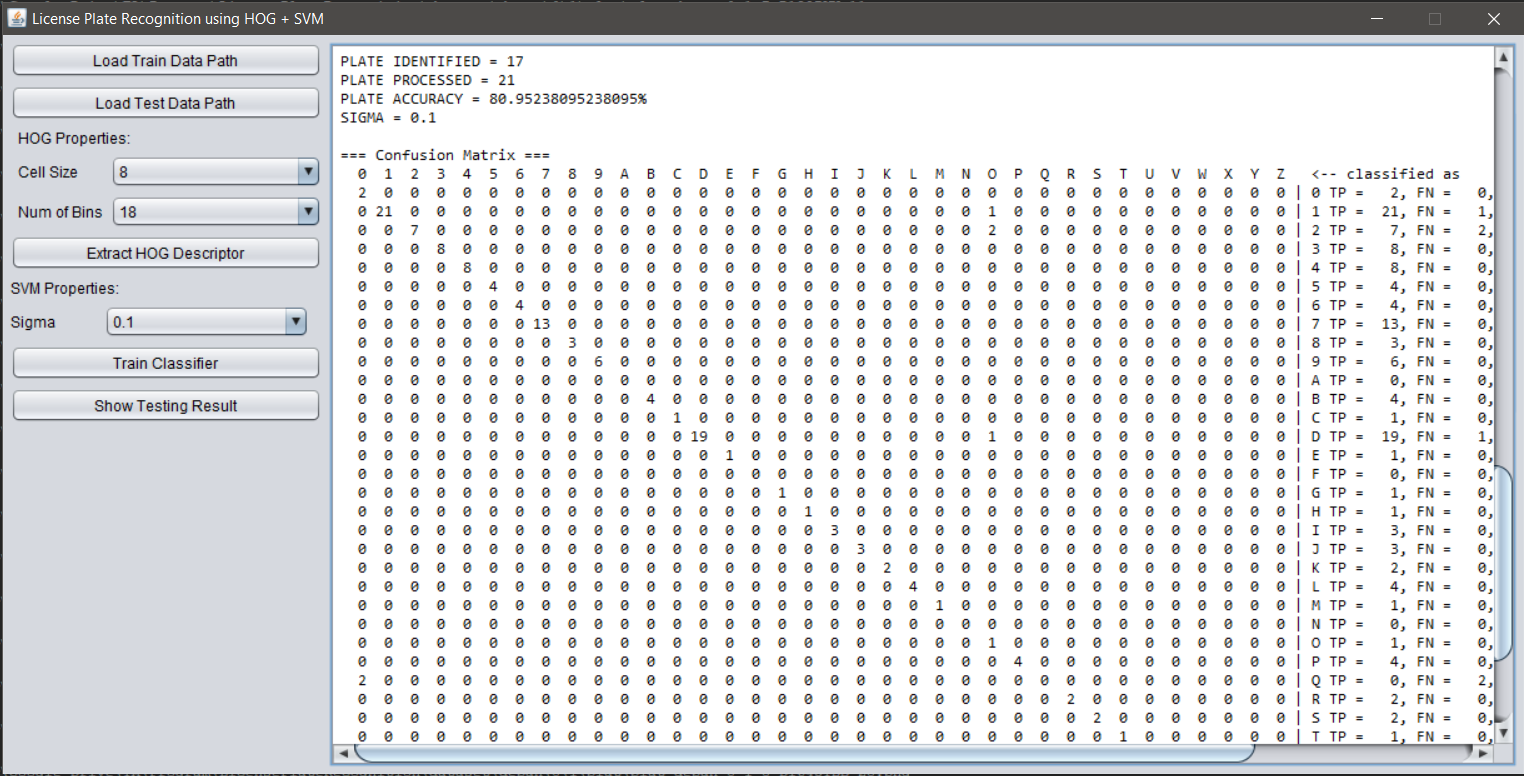 License Plate Recognition using HOG + SVM
Load Train Data Path
Load Test Data Path
HOG Properties:
Cell Size 8
Num of Bins 18
Extract HOG Descriptor
SVM Properties:
Sigma 0.1
Train Classifier
Show Testing Result
PLATE IDENTIFIED = 17
PLATE PROCESSED = 21
PLATE ACCURACY = 80.95238095238095%
SIGMA = 0.1
=== Confusion Matrix ===
0 1 2 3 4 5 6 7 8 9 A B C D E F G H I J K L M N O P Q R S T U V W X Y Z <-- classified as
2 0 0 0 0 0 0 0 0 0 0 0 0 0 0 0 0 0 0 0 0 0 0 0 0 0 0 0 0 0 0 0 0 0 0 0 | 0 TP = 2, FN = 0,
0 21 0 0 0 0 0 0 0 0 0 0 0 0 0 0 0 0 0 0 0 0 0 0 1 0 0 0 0 0 0 0 0 0 0 0 | 1 TP = 21, FN = 1,
0 0 7 0 0 0 0 0 0 0 0 0 0 0 0 0 0 0 0 0 0 0 0 0 2 0 0 0 0 0 0 0 0 0 0 0 | 2 TP = 7, FN = 2,
0 0 0 8 0 0 0 0 0 0 0 0 0 0 0 0 0 0 0 0 0 0 0 0 0 0 0 0 0 0 0 0 0 0 0 0 | 3 TP = 8, FN = 0,
0 0 0 0 8 0 0 0 0 0 0 0 0 0 0 0 0 0 0 0 0 0 0 0 0 0 0 0 0 0 0 0 0 0 0 0 | 4 TP = 8, FN = 0,
0 0 0 0 0 4 0 0 0 0 0 0 0 0 0 0 0 0 0 0 0 0 0 0 0 0 0 0 0 0 0 0 0 0 0 0 | 5 TP = 4, FN = 0,
0 0 0 0 0 0 4 0 0 0 0 0 0 0 0 0 0 0 0 0 0 0 0 0 0 0 0 0 0 0 0 0 0 0 0 0 | 6 TP = 4, FN = 0,
0 0 0 0 0 0 0 13 0 0 0 0 0 0 0 0 0 0 0 0 0 0 0 0 0 0 0 0 0 0 0 0 0 0 0 0 | 7 TP = 13, FN = 0,
0 0 0 0 0 0 0 0 3 0 0 0 0 0 0 0 0 0 0 0 0 0 0 0 0 0 0 0 0 0 0 0 0 0 0 0 | 8 TP = 3, FN = 0,
0 0 0 0 0 0 0 0 0 6 0 0 0 0 0 0 0 0 0 0 0 0 0 0 0 0 0 0 0 0 0 0 0 0 0 0 | 9 TP = 6, FN = 0,
0 0 0 0 0 0 0 0 0 0 0 0 0 0 0 0 0 0 0 0 0 0 0 0 0 0 0 0 0 0 0 0 0 0 0 0 | A TP = 0, FN = 0,
0 0 0 0 0 0 0 0 0 0 0 4 0 0 0 0 0 0 0 0 0 0 0 0 0 0 0 0 0 0 0 0 0 0 0 0 | B TP = 4, FN = 0,
0 0 0 0 0 0 0 0 0 0 0 0 1 0 0 0 0 0 0 0 0 0 0 0 0 0 0 0 0 0 0 0 0 0 0 0 | C TP = 1, FN = 0,
0 0 0 0 0 0 0 0 0 0 0 0 0 19 0 0 0 0 0 0 0 0 0 0 1 0 0 0 0 0 0 0 0 0 0 0 | D TP = 19, FN = 1,
0 0 0 0 0 0 0 0 0 0 0 0 0 0 1 0 0 0 0 0 0 0 0 0 0 0 0 0 0 0 0 0 0 0 0 0 | E TP = 1, FN = 0,
0 0 0 0 0 0 0 0 0 0 0 0 0 0 0 0 0 0 0 0 0 0 0 0 0 0 0 0 0 0 0 0 0 0 0 0 | F TP = 0, FN = 0,
0 0 0 0 0 0 0 0 0 0 0 0 0 0 0 0 1 0 0 0 0 0 0 0 0 0 0 0 0 0 0 0 0 0 0 0 | G TP = 1, FN = 0,
0 0 0 0 0 0 0 0 0 0 0 0 0 0 0 0 0 1 0 0 0 0 0 0 0 0 0 0 0 0 0 0 0 0 0 0 | H TP = 1, FN = 0,
0 0 0 0 0 0 0 0 0 0 0 0 0 0 0 0 0 0 3 0 0 0 0 0 0 0 0 0 0 0 0 0 0 0 0 0 | I TP = 3, FN = 0,
0 0 0 0 0 0 0 0 0 0 0 0 0 0 0 0 0 0 0 3 0 0 0 0 0 0 0 0 0 0 0 0 0 0 0 0 | J TP = 3, FN = 0,
0 0 0 0 0 0 0 0 0 0 0 0 0 0 0 0 0 0 0 0 2 0 0 0 0 0 0 0 0 0 0 0 0 0 0 0 | K TP = 2, FN = 0,
0 0 0 0 0 0 0 0 0 0 0 0 0 0 0 0 0 0 0 0 0 4 0 0 0 0 0 0 0 0 0 0 0 0 0 0 | L TP = 4, FN = 0,
0 0 0 0 0 0 0 0 0 0 0 0 0 0 0 0 0 0 0 0 0 0 1 0 0 0 0 0 0 0 0 0 0 0 0 0 | M TP = 1, FN = 0,
0 0 0 0 0 0 0 0 0 0 0 0 0 0 0 0 0 0 0 0 0 0 0 0 0 0 0 0 0 0 0 0 0 0 0 0 | N TP = 0, FN = 0,
0 0 0 0 0 0 0 0 0 0 0 0 0 0 0 0 0 0 0 0 0 0 0 0 1 0 0 0 0 0 0 0 0 0 0 0 | O TP = 1, FN = 0,
0 0 0 0 0 0 0 0 0 0 0 0 0 0 0 0 0 0 0 0 0 0 0 0 0 4 0 0 0 0 0 0 0 0 0 0 | P TP = 4, FN = 0,
2 0 0 0 0 0 0 0 0 0 0 0 0 0 0 0 0 0 0 0 0 0 0 0 0 0 0 0 0 0 0 0 0 0 0 0 | Q TP = 0, FN = 2,
0 0 0 0 0 0 0 0 0 0 0 0 0 0 0 0 0 0 0 0 0 0 0 0 0 0 0 2 0 0 0 0 0 0 0 0 | R TP = 2, FN = 0,
0 0 0 0 0 0 0 0 0 0 0 0 0 0 0 0 0 0 0 0 0 0 0 0 0 0 0 0 2 0 0 0 0 0 0 0 | S TP = 2, FN = 0,
0 0 0 0 0 0 0 0 0 0 0 0 0 0 0 0 0 0 0 0 0 0 0 0 0 0 0 0 0 1 0 0 0 0 0 0 | T TP = 1, FN = 0,